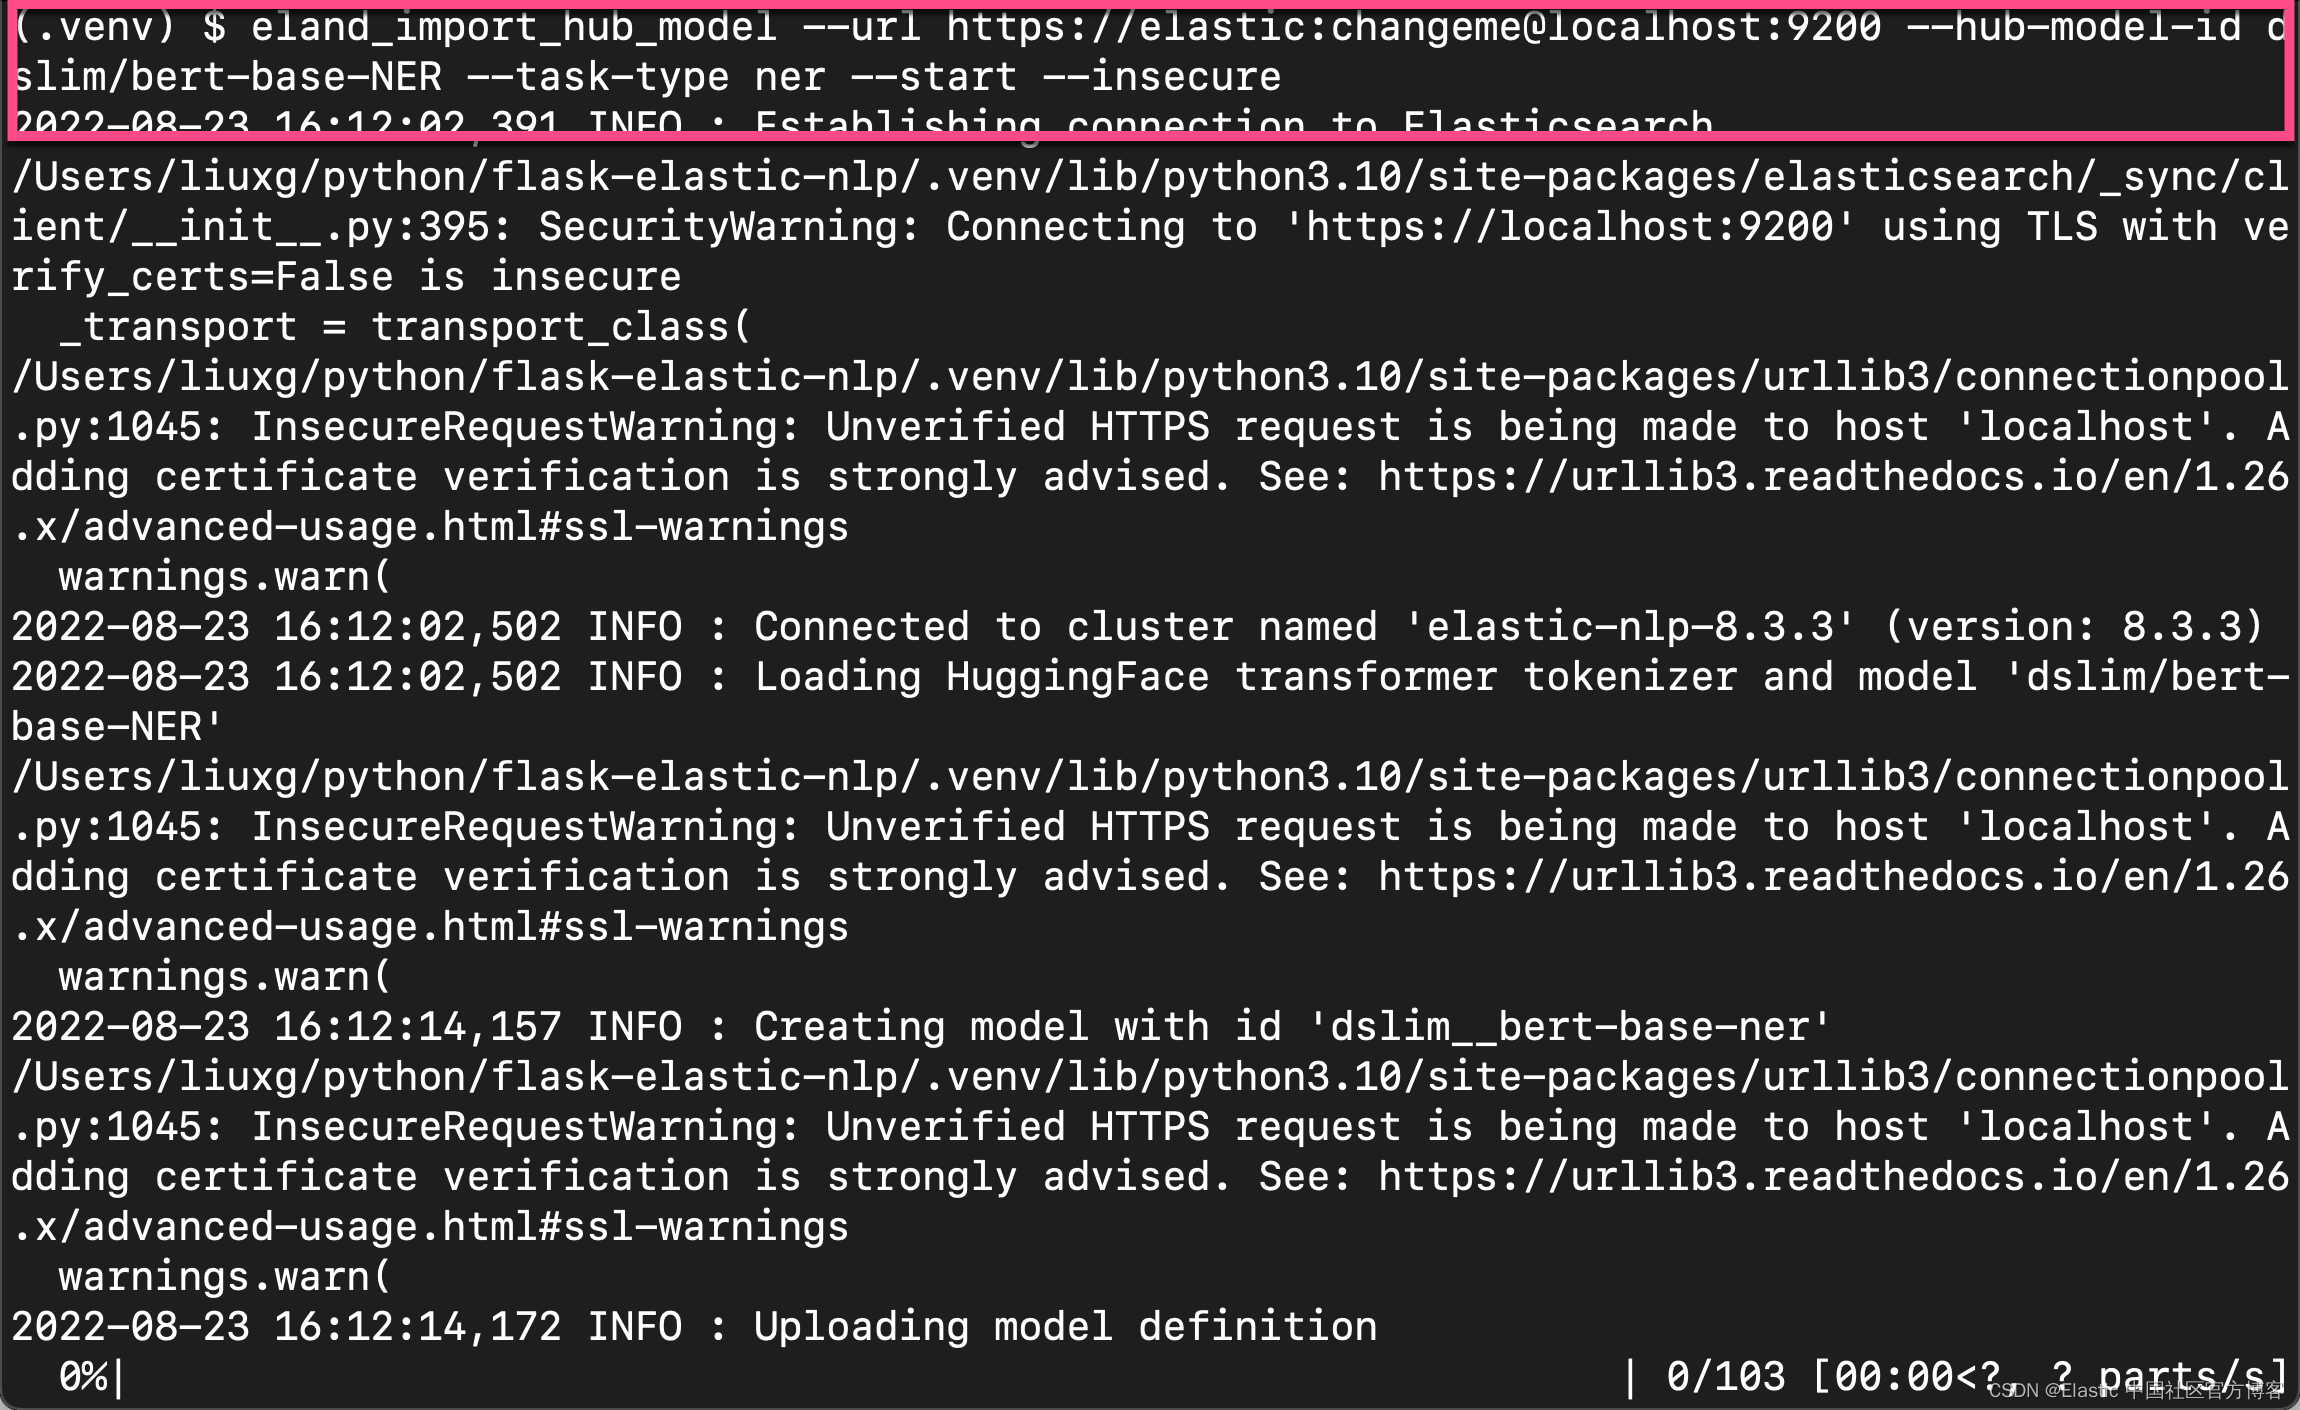 (.venv) $ eland_import_hub_model --url https://elastic:changeme@localhost:9200 --hub-model-id d
slim/bert-base-NER --task-type ner --start --insecure
2022-08-23 16:12:02,391 INFO : Establishing connection to Elasticsearch
/Users/liuxg/python/flask-elastic-nlp/.venv/lib/python3.10/site-packages/elasticsearch/_sync/cl
ient/__init__.py:395: SecurityWarning: Connecting to 'https://localhost:9200' using TLS with ve
rify_certs=False is insecure
  _transport = transport_class(
/Users/liuxg/python/flask-elastic-nlp/.venv/lib/python3.10/site-packages/urllib3/connectionpool
.py:1045: InsecureRequestWarning: Unverified HTTPS request is being made to host 'localhost'. A
dding certificate verification is strongly advised. See: https://urllib3.readthedocs.io/en/1.26
.x/advanced-usage.html#ssl-warnings
  warnings.warn(
2022-08-23 16:12:02,502 INFO : Connected to cluster named 'elastic-nlp-8.3.3' (version: 8.3.3)
2022-08-23 16:12:02,502 INFO : Loading HuggingFace transformer tokenizer and model 'dslim/bert-
base-NER'
/Users/liuxg/python/flask-elastic-nlp/.venv/lib/python3.10/site-packages/urllib3/connectionpool
.py:1045: InsecureRequestWarning: Unverified HTTPS request is being made to host 'localhost'. A
dding certificate verification is strongly advised. See: https://urllib3.readthedocs.io/en/1.26
.x/advanced-usage.html#ssl-warnings
  warnings.warn(
2022-08-23 16:12:14,157 INFO : Creating model with id 'dslim__bert-base-ner'
/Users/liuxg/python/flask-elastic-nlp/.venv/lib/python3.10/site-packages/urllib3/connectionpool
.py:1045: InsecureRequestWarning: Unverified HTTPS request is being made to host 'localhost'. A
dding certificate verification is strongly advised. See: https://urllib3.readthedocs.io/en/1.26
.x/advanced-usage.html#ssl-warnings
  warnings.warn(
2022-08-23 16:12:14,172 INFO : Uploading model definition
  0%|                                                               | 0/103 [00:00<?, ? parts/s]
CSDN @Elastic 中国社区官方博客